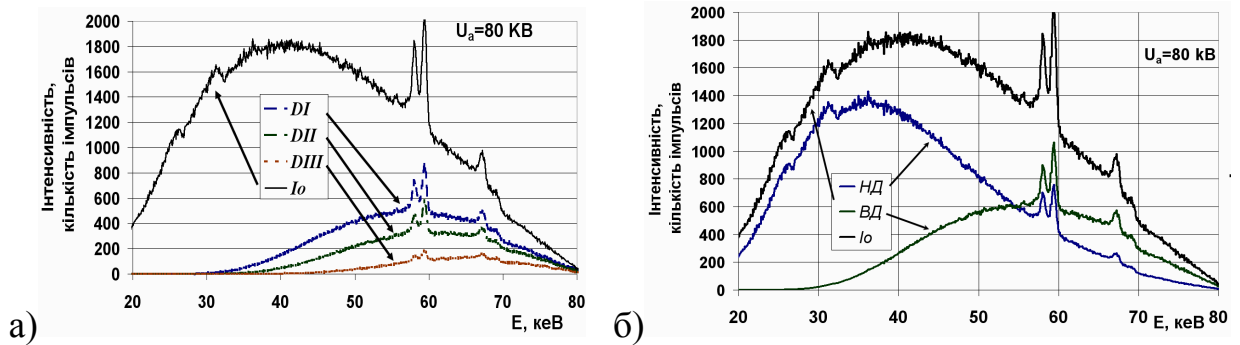 а)
Інтенсивність,
кількість імпульсів
2000
1800
1600
1400
1200
1000
800
600
400
200
0
Uа=80 KB
DI
DII
DIII
Io
20 30 40 50 60 70 80
E, кеВ
б)
Інтенсивність,
кількість імпульсів
2000
1800
1600
1400
1200
1000
800
600
400
200
0
Uа=80 kB
НД
ВД
Io
20 30 40 50 60 70 80
E, кеВ